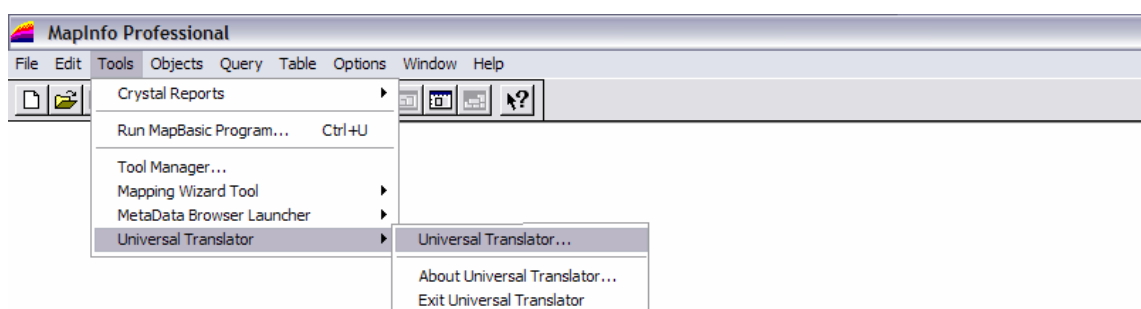 MapInfo Professional
File Edit Tools Objects Query Table Options Window Help
Crystal Reports
Run MapBasic Program... Ctrl+U
Tool Manager...
Mapping Wizard Tool
MetaData Browser Launcher
Universal Translator
Universal Translator...
About Universal Translator...
Exit Universal Translator